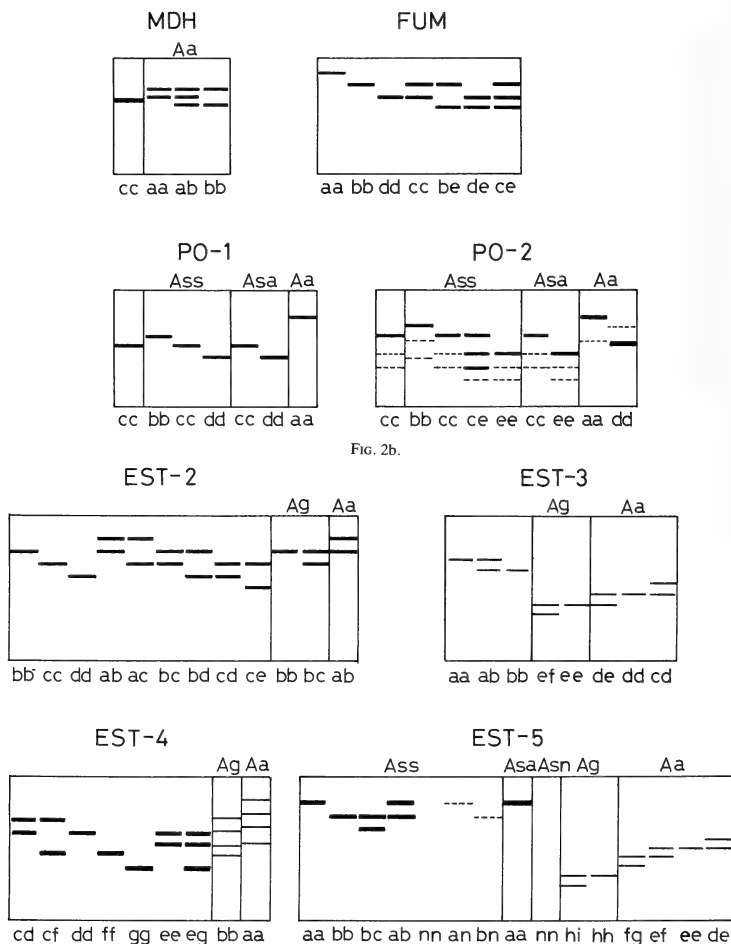 MDH FUM
Aa
cc aa ab bb aa bb dd cc be de ce
PO-1 PO-2
Ass Asa Aa Ass Asa Aa
cc bb cc dd cc dd aa cc bb cc ce ee cc ee aa dd
FIG. 2b.
EST-2 EST-3
Ag Aa Ag Aa
bb cc dd ab ac bc bd cd ce bb bc ab aa ab bb ef ee de dd cd
EST-4 EST-5
Ag Aa Ass Asa Asn Ag Aa
cd cf dd ff gg ee eg bb aa aa bb bc ab nn an bn aa nn hi hh fg ef ee de